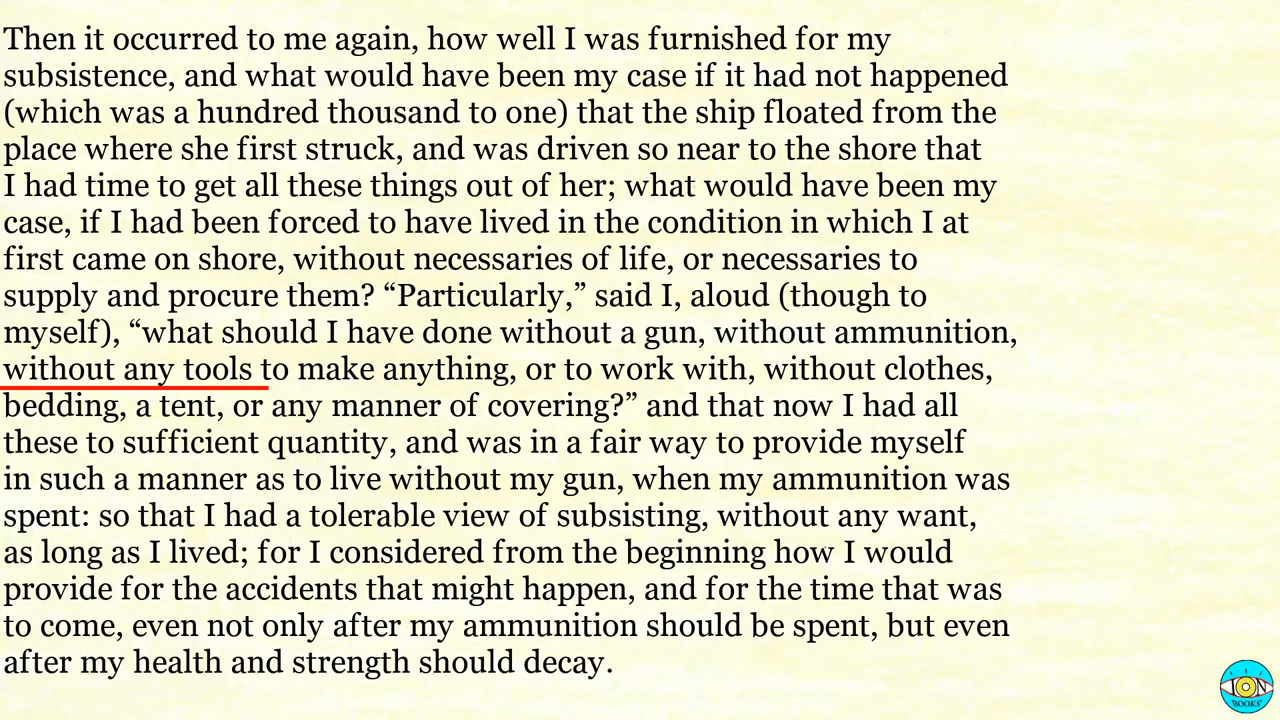 Then it occurred to me again, how well I was furnished for my
subsistence, and what would have been my case if it had not happened
(which was a hundred thousand to one) that the ship floated from the
place where she first struck, and was driven so near to the shore that
I had time to get all these things out of her; what would have been my
case, if I had been forced to have lived in the condition in which I at
first came on shore, without necessaries of life, or necessaries to
supply and procure them? “Particularly,” said I, aloud (though to
myself), “what should I have done without a gun, without ammunition,
without any tools to make anything, or to work with, without clothes,
bedding, a tent, or any manner of covering?” and that now I had all
these to sufficient quantity, and was in a fair way to provide myself
in such a manner as to live without my gun, when my ammunition was
spent: so that I had a tolerable view of subsisting, without any want,
as long as I lived; for I considered from the beginning how I would
provide for the accidents that might happen, and for the time that was
to come, even not only after my ammunition should be spent, but even
after my health and strength should decay.
ION
BOOKS